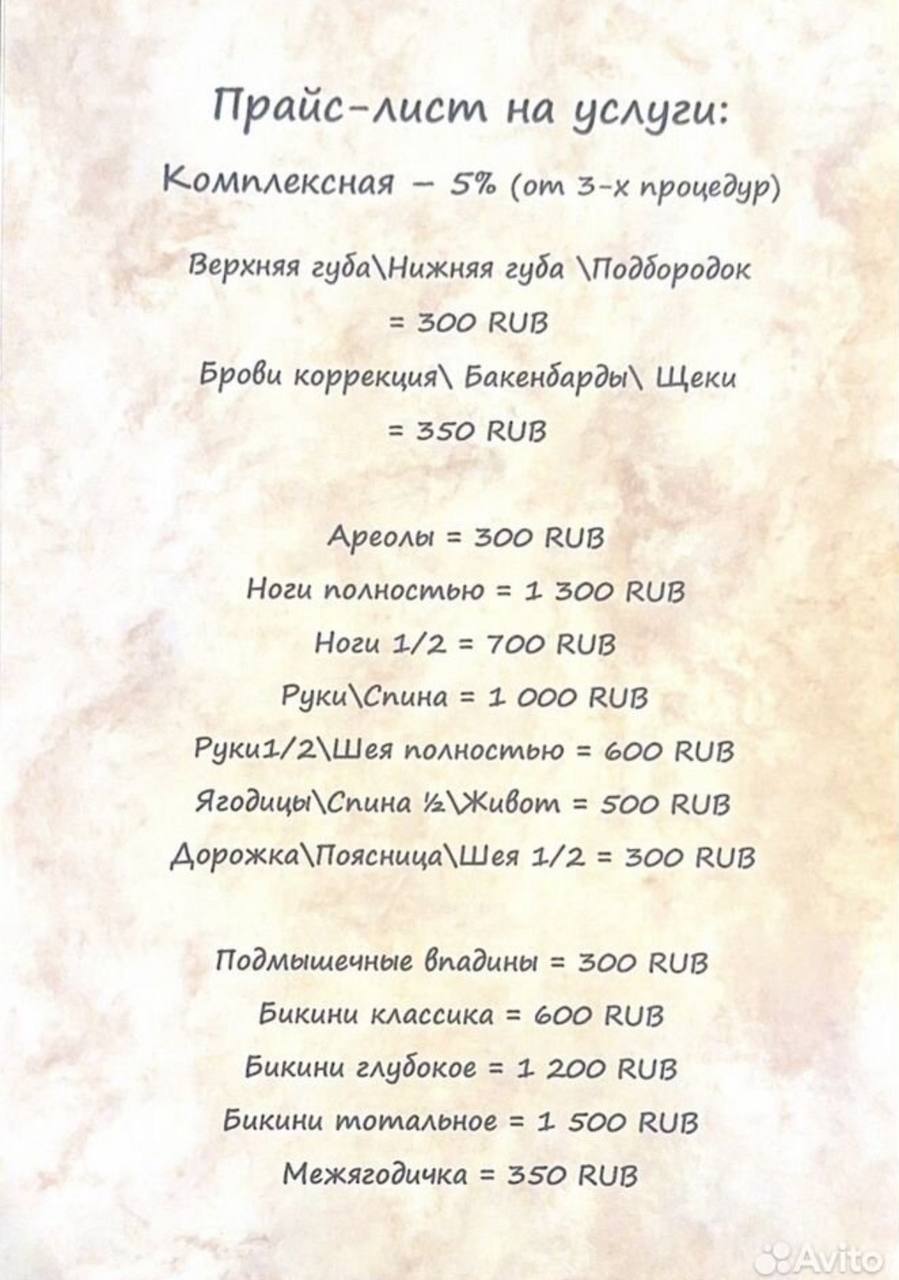 Прайс-лист на услуги:
Комплексная – 5% (от 3-х процедур)
Верхняя губа\Нижняя губа \Подбородок
= 300 RUB
Брови коррекция\ Бакенбарды\ Щеки
= 350 RUB
Ареолы = 300 RUB
Ноги полностью = 1 300 RUB
Ноги 1/2 = 700 RUB
Руки\Спина = 1 000 RUB
Руки1/2\Шея полностью = 600 RUB
Ягодицы\Спина ½\Живот = 500 RUB
Дорожка\Поясница\Шея 1/2 = 300 RUB
Подмышечные впадины = 300 RUB
Бикини классика = 600 RUB
Бикини глубокое = 1 200 RUB
Бикини тотальное = 1 500 RUB
Межягодичка = 350 RUB
Avito